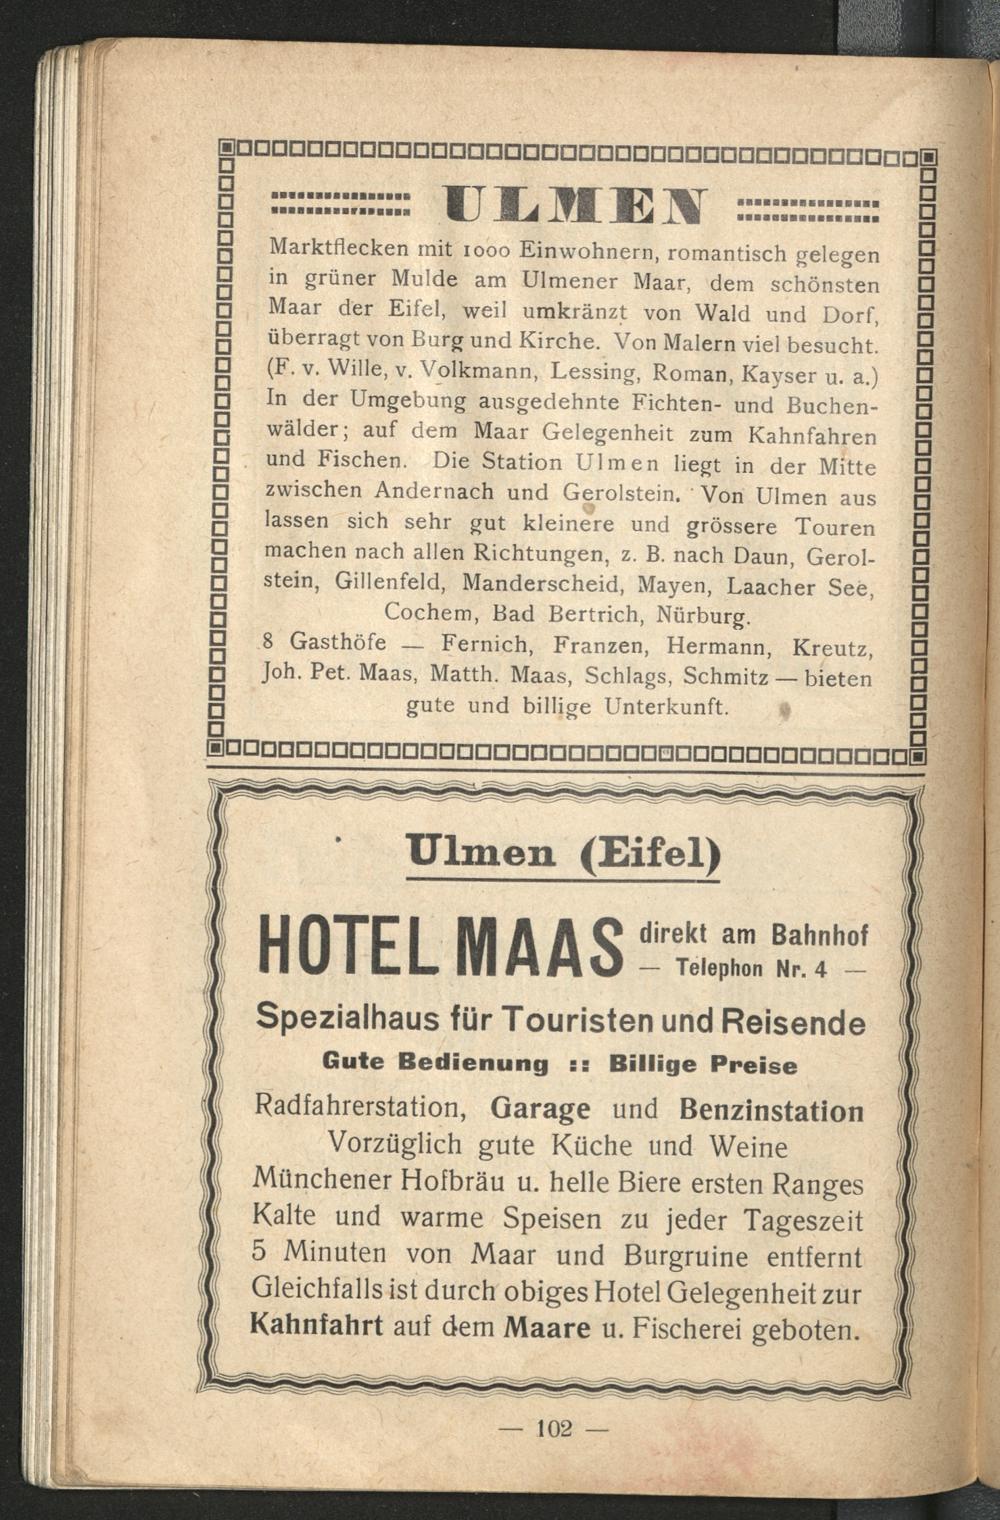 ULMEN
Marktflecken mit 1000 Einwohnern, romantisch gelegen
in grüner Mulde am Ulmener Maar, dem schönsten
Maar der Eifel, weil umkränzt von Wald und Dorf,
überragt von Burg und Kirche. Von Malern viel besucht.
(F. v. Wille, v. Volkmann, Lessing, Roman, Kayser u. a.)
In der Umgebung ausgedehnte Fichten- und Buchen-
wälder; auf dem Maar Gelegenheit zum Kahnfahren
und Fischen. Die Station Ulmen liegt in der Mitte
zwischen Andernach und Gerolstein. Von Ulmen aus
lassen sich sehr gut kleinere und grössere Touren
machen nach allen Richtungen, z. B. nach Daun, Gerol-
stein, Gillenfeld, Manderscheid, Mayen, Laacher See,
Cochem, Bad Bertrich, Nürburg.
8 Gasthöfe — Fernich, Franzen, Hermann, Kreutz,
Joh. Pet. Maas, Matth. Maas, Schlags, Schmitz — bieten
gute und billige Unterkunft.
Ulmen (Eifel)
HOTEL MAAS direkt am Bahnhof
— Telephon Nr. 4 —
Spezialhaus für Touristen und Reisende
Gute Bedienung :: Billige Preise
Radfahrerstation, Garage und Benzinstation
Vorzüglich gute Küche und Weine
Münchener Hofbräu u. helle Biere ersten Ranges
Kalte und warme Speisen zu jeder Tageszeit
5 Minuten von Maar und Burgruine entfernt
Gleichfalls ist durch obiges Hotel Gelegenheit zur
Kahnfahrt auf dem Maare u. Fischerei geboten.
— 102 —